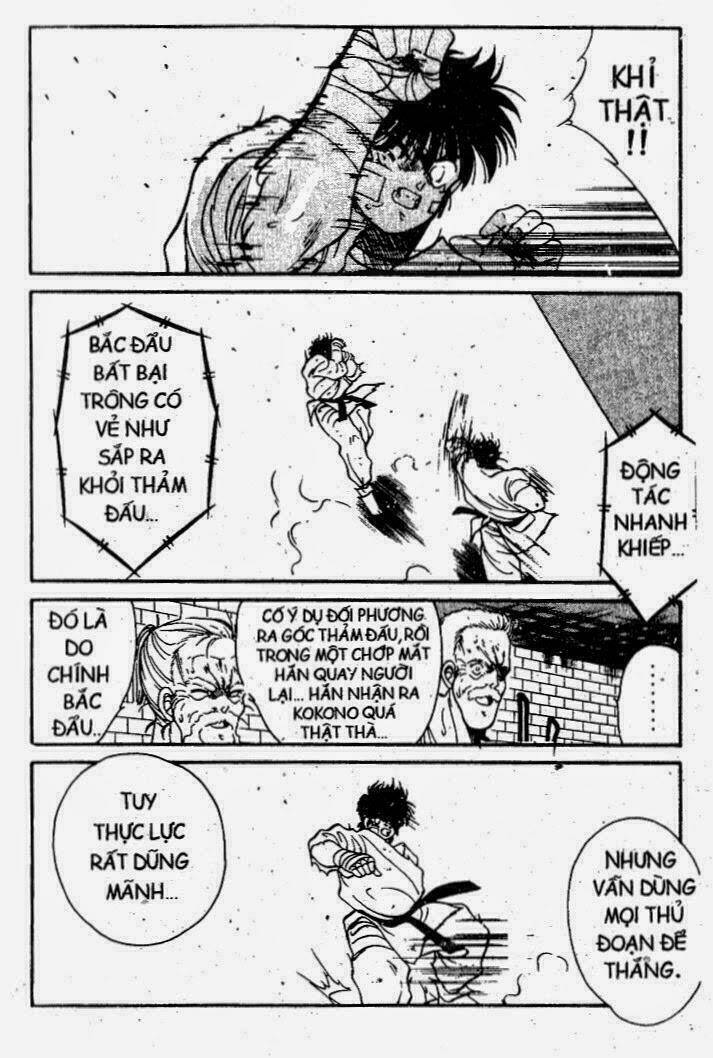 KHỈ
THẬT
!!
BẮC ĐẨU
BẤT BẠI
TRÔNG CÓ
VẺ NHƯ
SẮP RA
KHỎI THẢM
ĐẤU...
ĐỘNG
TÁC
NHANH
KHIẾP...
ĐÓ LÀ
DO
CHÍNH
BẮC
ĐẨU..
CỐ Ý DỤ ĐỐI PHƯƠNG
RA GÓC THẢM ĐẤU, RỒI
TRONG MỘT CHỚP MẮT
HẮN QUAY NGƯỜI
LẠI... HẮN NHẬN RA
KOKONO QUÁ
THẬT THÀ...
......
TUY
THỰC LỰC
RẤT DŨNG
MÃNH...
NHƯNG
VẪN DÙNG
MỌI THỦ
ĐOẠN ĐỂ
THẮNG.